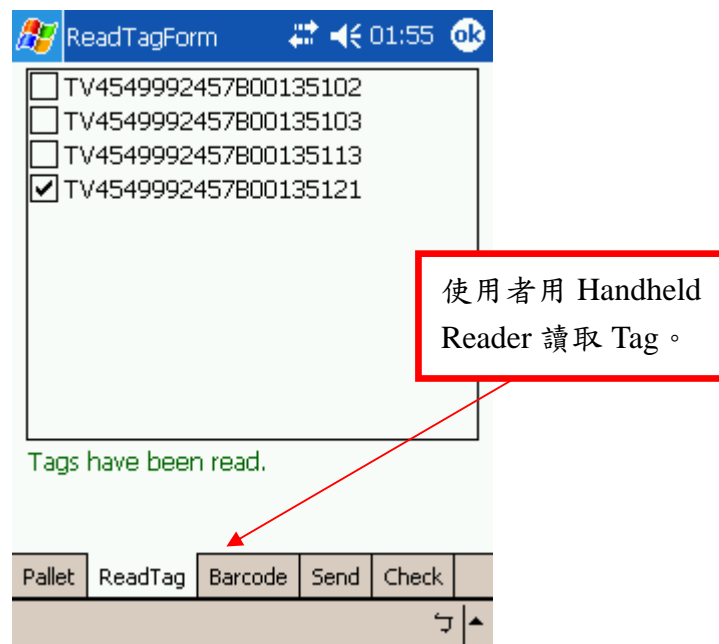 ReadTagForm 01:55 ok
TV4549992457B00135102
TV4549992457B00135103
TV4549992457B00135113
TV4549992457B00135121
使用者用 Handheld
Reader 讀取 Tag。
Tags have been read.
Pallet ReadTag Barcode Send Check
ㄅ